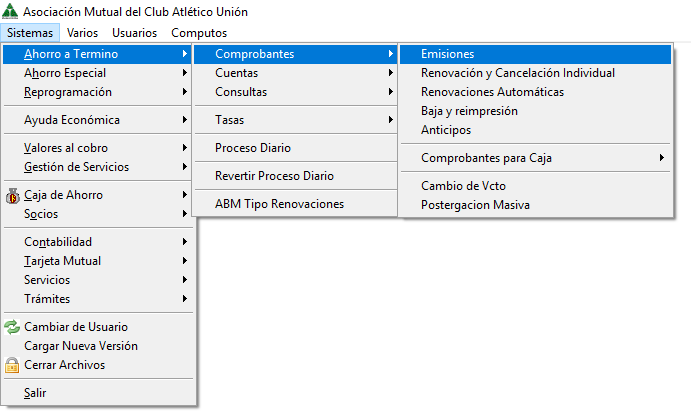 Asociación Mutual del Club Atlético Unión
Sistemas Varios Usuarios Computos
Ahorro a Termino
Ahorro Especial
Reprogramación
Ayuda Económica
Valores al cobro
Gestión de Servicios
Caja de Ahorro
Socios
Contabilidad
Tarjeta Mutual
Servicios
Trámites
Cambiar de Usuario
Cargar Nueva Versión
Cerrar Archivos
Salir
Comprobantes
Cuentas
Consultas
Tasas
Proceso Diario
Revertir Proceso Diario
ABM Tipo Renovaciones
Emisiones
Renovación y Cancelación Individual
Renovaciones Automáticas
Baja y reimpresión
Anticipos
Comprobantes para Caja
Cambio de Vcto
Postergacion Masiva